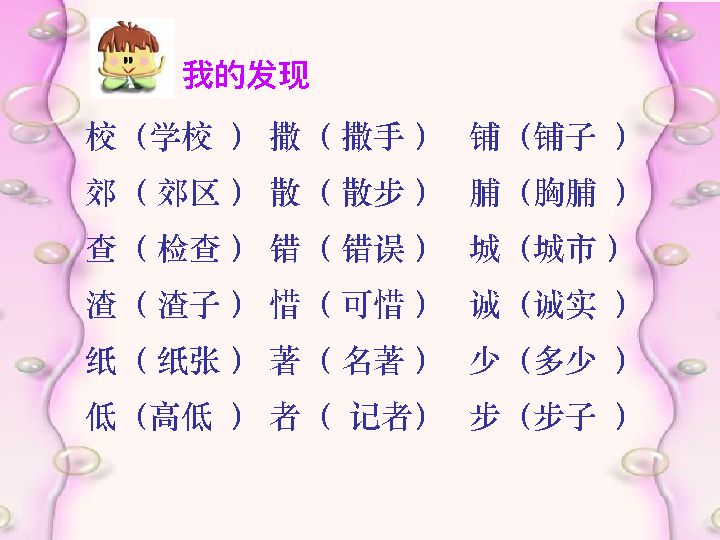 我的发现
校（学校 ） 撒（ 撒手 ） 铺（铺子 ）
郊（ 郊区 ） 散（ 散步 ） 脯（胸脯 ）
查（ 检查 ） 错（ 错误 ） 城（城市 ）
渣（ 渣子 ） 惜（ 可惜 ） 诚（诚实 ）
纸（ 纸张 ） 著（ 名著 ） 少（多少 ）
低（高低 ） 者（ 记者） 步（步子 ）